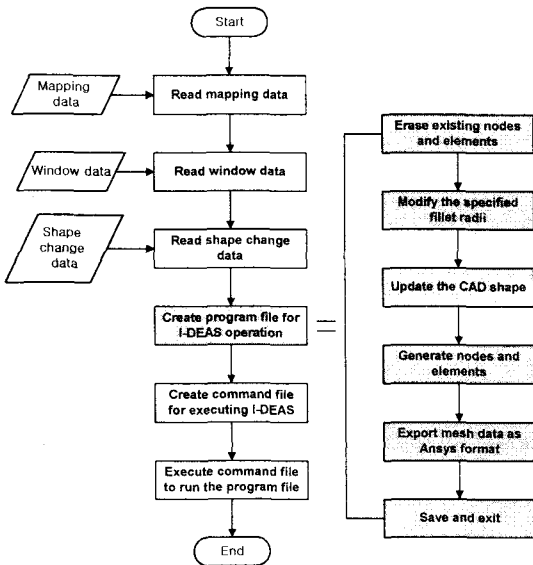 Start
Mapping
data
Read mapping data
Window data
Read window data
Shape
change
data
Read shape change
data
Create program file for
I-DEAS operation
Create command file
for executing I-DEAS
Execute command file
to run the program file
End
Erase existing nodes
and elements
Modify the specified
fillet radii
Update the CAD shape
Generate nodes and
elements
Export mesh data as
Ansys format
Save and exit